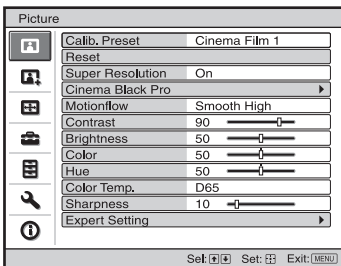 Picture
Calib. Preset Cinema Film 1
Reset
Super Resolution On
Cinema Black Pro
Motionflow Smooth High
Contrast 90
Brightness 50
Color 50
Hue 50
Color Temp. D65
Sharpness 10
Expert Setting
Sel: Set: Exit: MENU